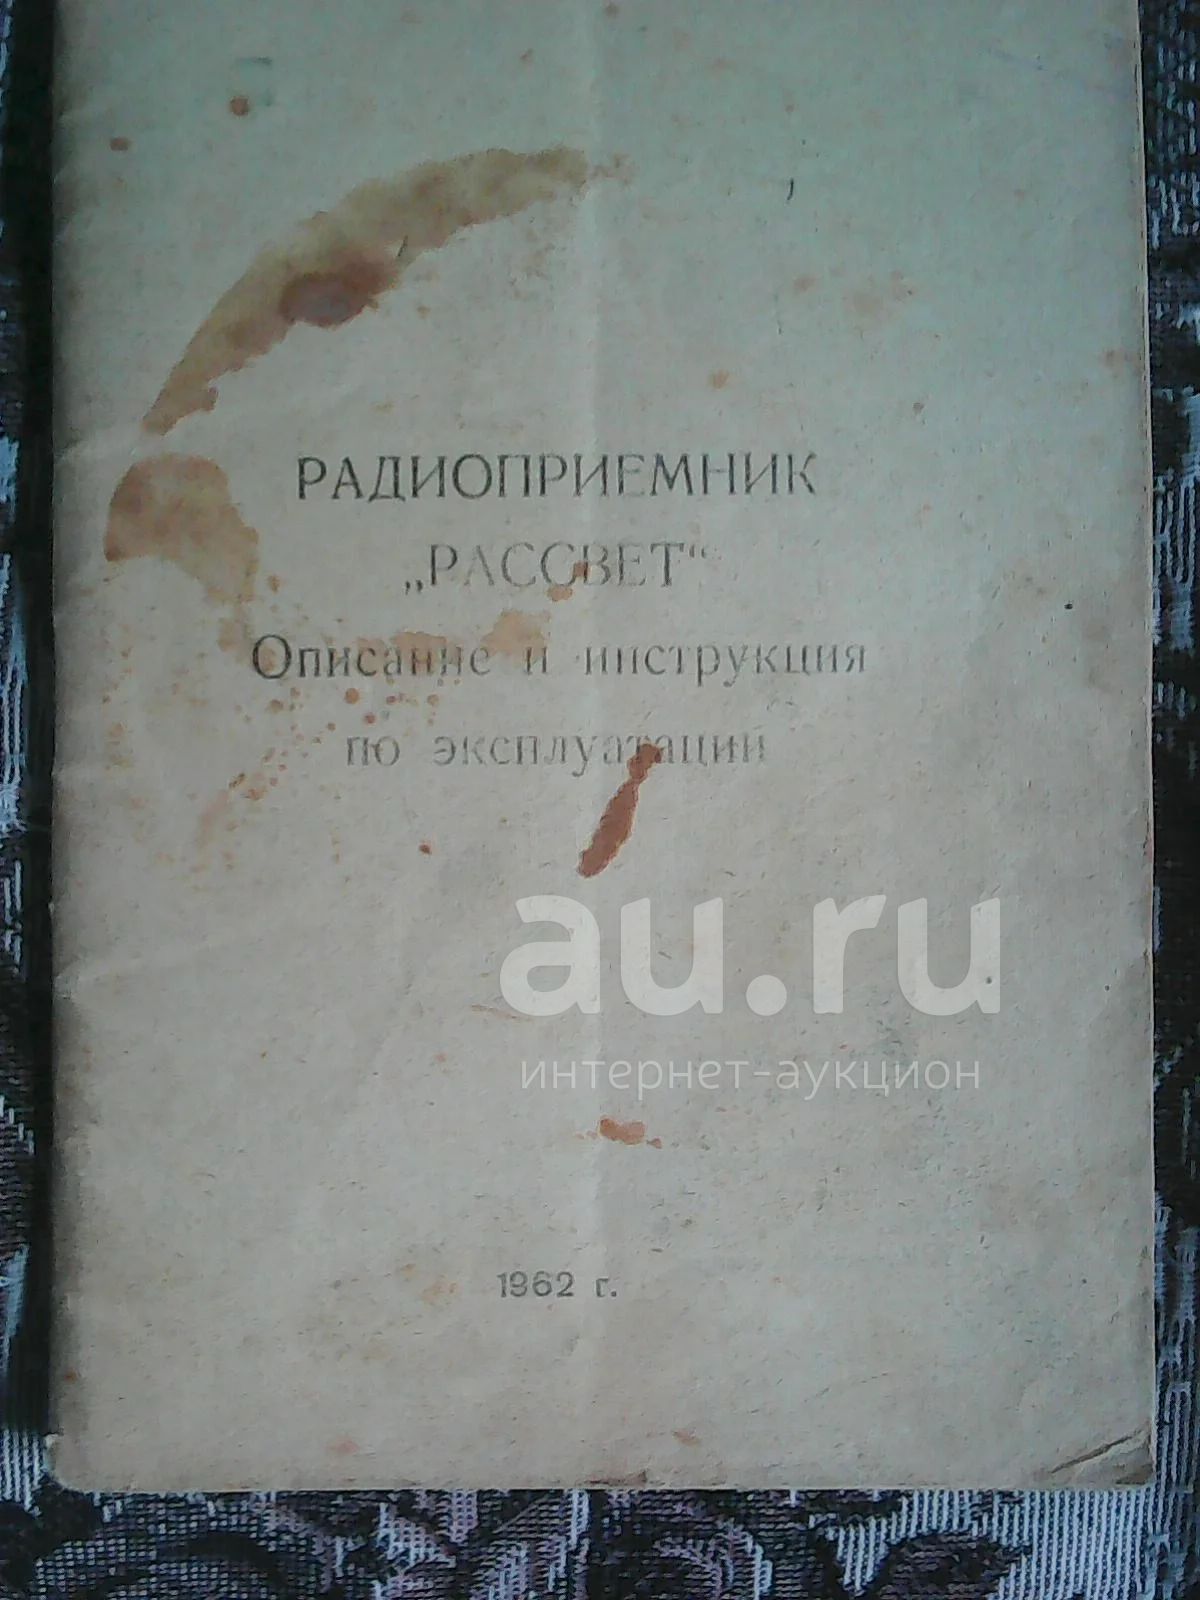 РАДИОПРИЕМНИК
„РАССВЕТ“
Описание и инструкция
по эксплуатации
au.ru
интернет-аукцион
1962 г.